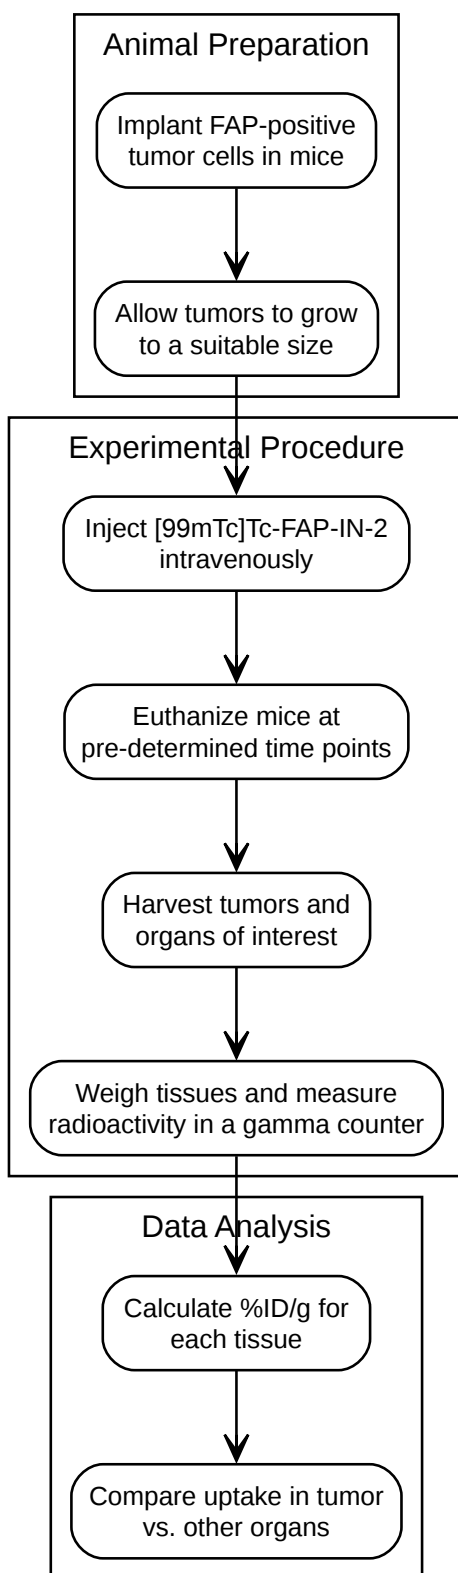 Animal Preparation
Implant FAP-positive
tumor cells in mice
Allow tumors to grow
to a suitable size
Experimental Procedure
Inject [99mTc]Tc-FAP-IN-2
intravenously
Euthanize mice at
pre-determined time points
Harvest tumors and
organs of interest
Weigh tissues and measure
radioactivity in a gamma counter
Data Analysis
Calculate %ID/g for
each tissue
Compare uptake in tumor
vs. other organs